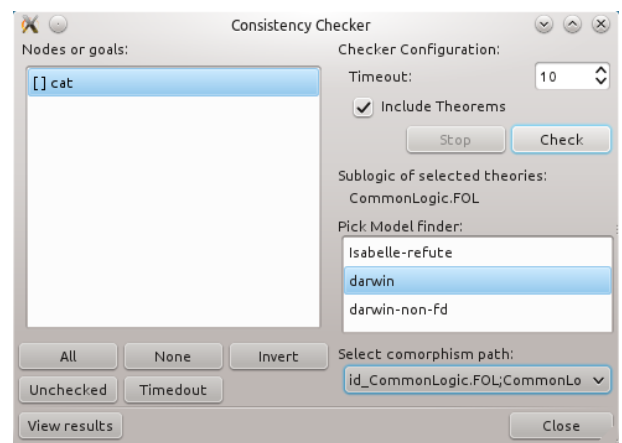 Consistency Checker
Nodes or goals:
[] cat
All
None
Invert
Unchecked
Timedout
View results
Checker Configuration:
Timeout:
10
Include Theorems
Stop
Check
Sublogic of selected theories:
CommonLogic.FOL
Pick Model finder:
Isabelle-refute
darwin
darwin-non-fd
Select comorphism path:
id_CommonLogic.FOL;CommonLo
Close